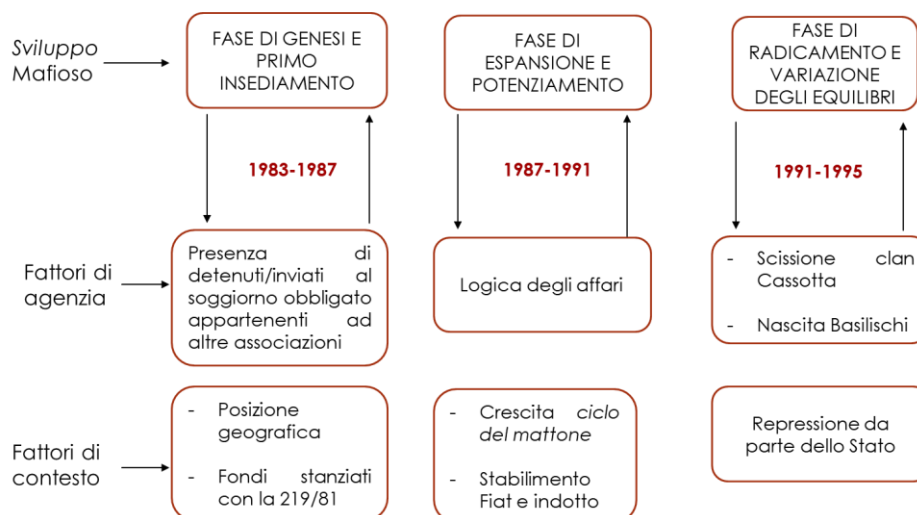 Sviluppo
Mafioso
FASE DI GENESI E
PRIMO
INSEDIAMENTO
FASE DI
ESPANSIONE E
POTENZIAMENTO
FASE DI
RADICAMENTO E
VARIAZIONE
DEGLI EQUILIBRI
1983-1987
1987-1991
1991-1995
Fattori di
agenzia
Presenza di
detenuti/inviati al
soggiorno obbligato
appartenenti ad
altre associazioni
Logica degli affari
- Scissione clan
Cassotta
- Nascita Basilischi
Fattori di
contesto
- Posizione
geografica
- Fondi stanziati
con la 219/81
- Crescita ciclo
del mattone
- Stabilimento
Fiat e indotto
Repressione da
parte dello Stato